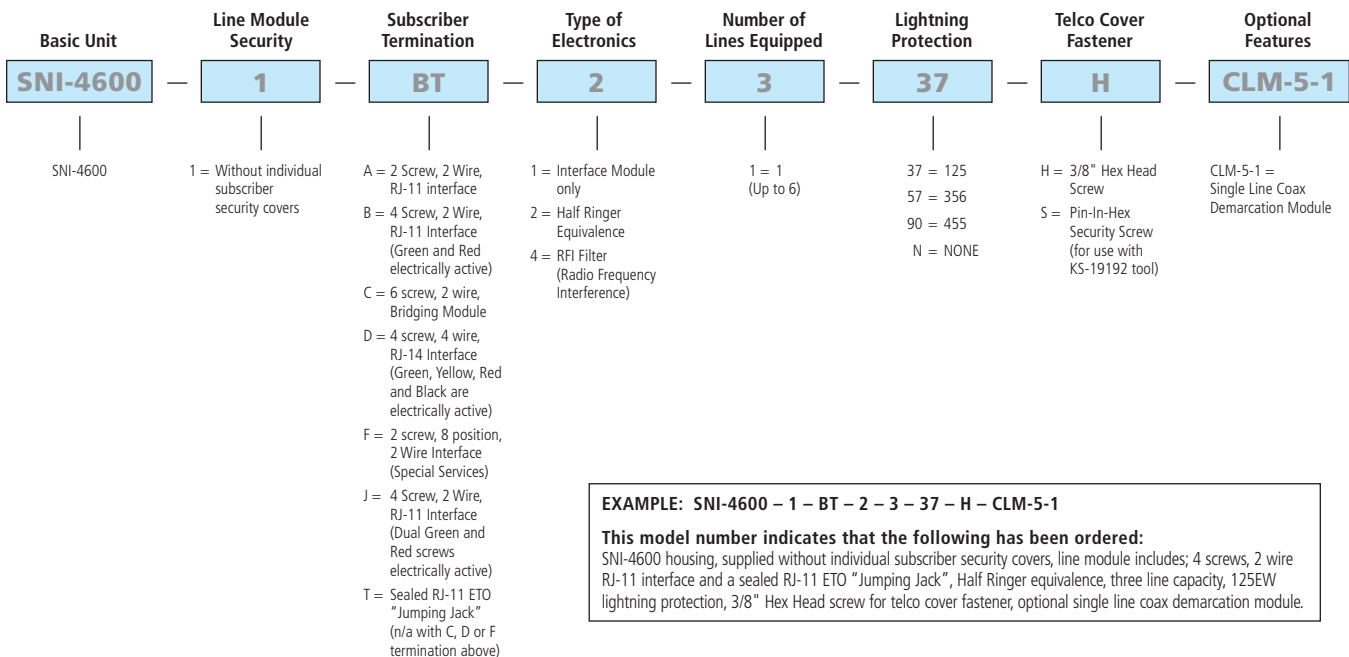 Basic Unit
Line Module
Security
Subscriber
Termination
Type of
Electronics
Number of
Lines Equipped
Lightning
Protection
Telco Cover
Fastener
Optional
Features
SNI-4600 — 1 — BT — 2 — 3 — 37 — H — CLM-5-1
SNI-4600
1 = Without individual
subscriber
security covers
A = 2 Screw, 2 Wire,
RJ-11 interface
B = 4 Screw, 2 Wire,
RJ-11 Interface
(Green and Red
electrically active)
C = 6 screw, 2 wire,
Bridging Module
D = 4 screw, 4 wire,
RJ-14 Interface
(Green, Yellow, Red
and Black are
electrically active)
F = 2 screw, 8 position,
2 Wire Interface
(Special Services)
J = 4 Screw, 2 Wire,
RJ-11 Interface
(Dual Green and
Red screws
electrically active)
T = Sealed RJ-11 ETO
"Jumping Jack"
(n/a with C, D or F
termination above)
1 = Interface Module
only
2 = Half Ringer
Equivalence
4 = RFI Filter
(Radio Frequency
Interference)
1 = 1
(Up to 6)
37 = 125
57 = 356
90 = 455
N = NONE
H = 3/8" Hex Head
Screw
S = Pin-In-Hex
Security Screw
(for use with
KS-19192 tool)
CLM-5-1 =
Single Line Coax
Demarcation Module
EXAMPLE: SNI-4600 – 1 – BT – 2 – 3 – 37 – H – CLM-5-1
This model number indicates that the following has been ordered:
SNI-4600 housing, supplied without individual subscriber security covers, line module includes; 4 screws, 2 wire
RJ-11 interface and a sealed RJ-11 ETO "Jumping Jack", Half Ringer equivalence, three line capacity, 125EW
lightning protection, 3/8" Hex Head screw for telco cover fastener, optional single line coax demarcation module.